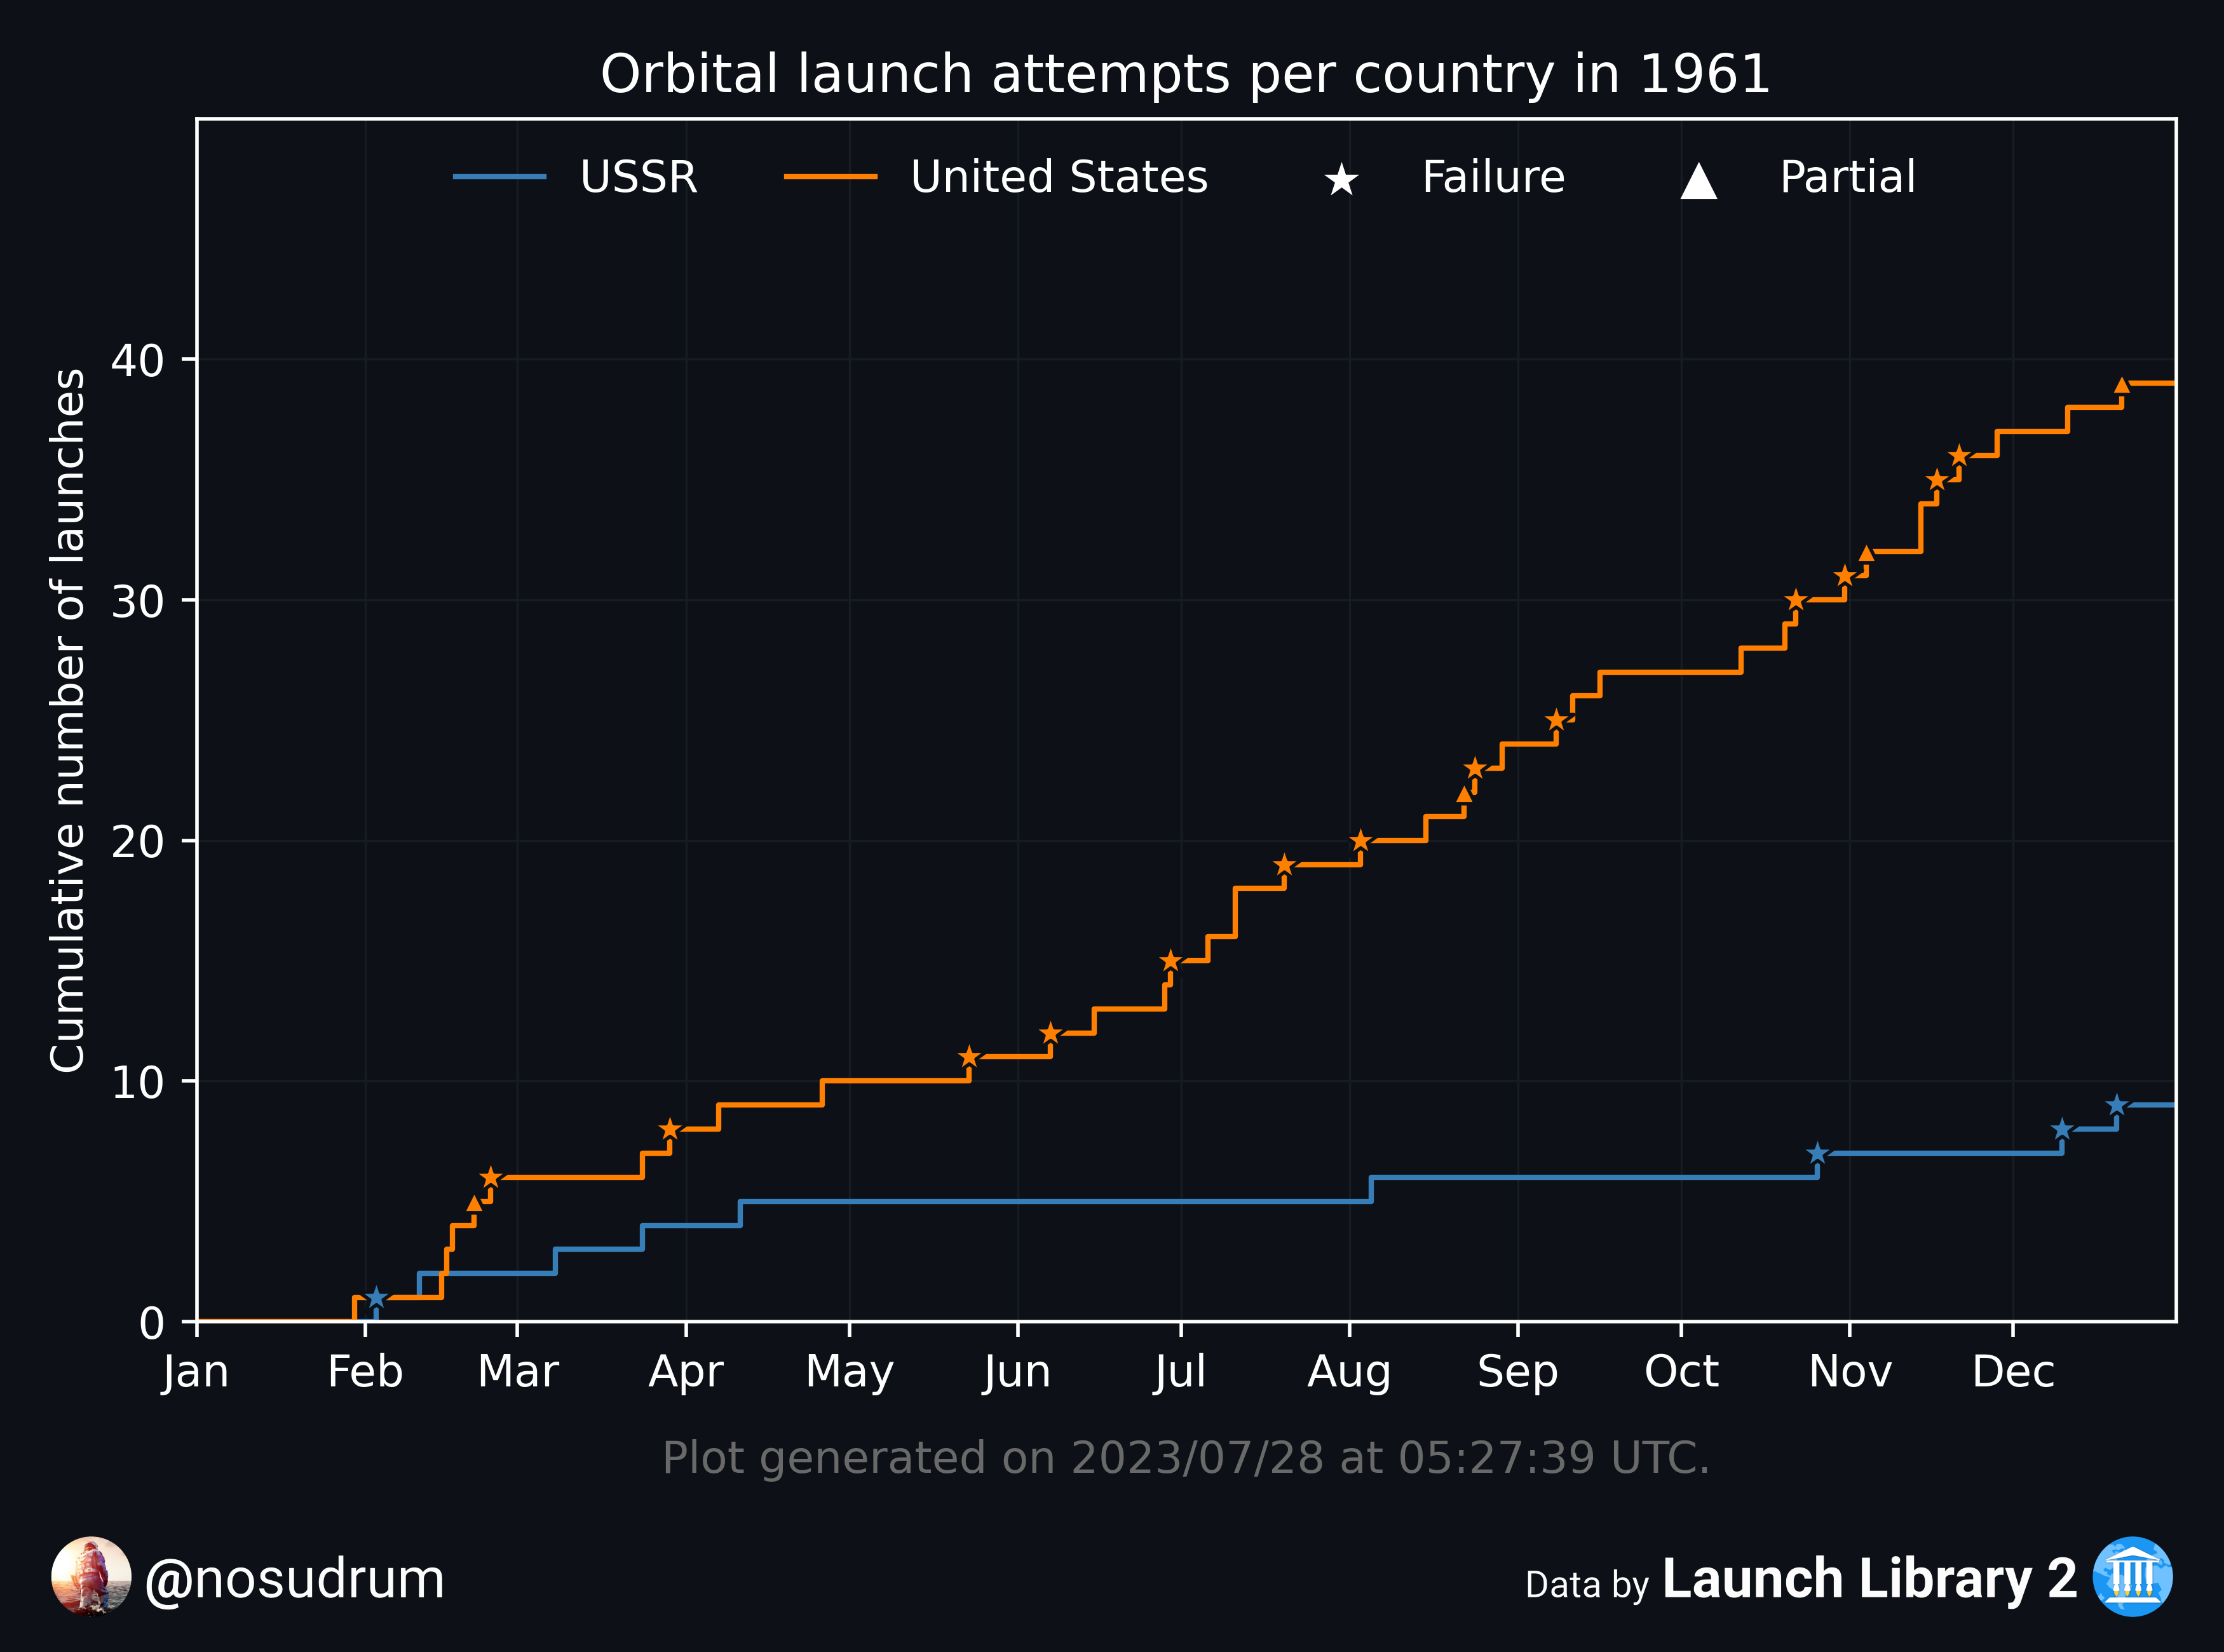 Orbital launch attempts per country in 1961
USSR United States Failure Partial
Cumulative number of launches
40
30
20
10
0
Jan Feb Mar Apr May Jun Jul Aug Sep Oct Nov Dec
Plot generated on 2023/07/28 at 05:27:39 UTC.
@nosudrum
Data by Launch Library 2